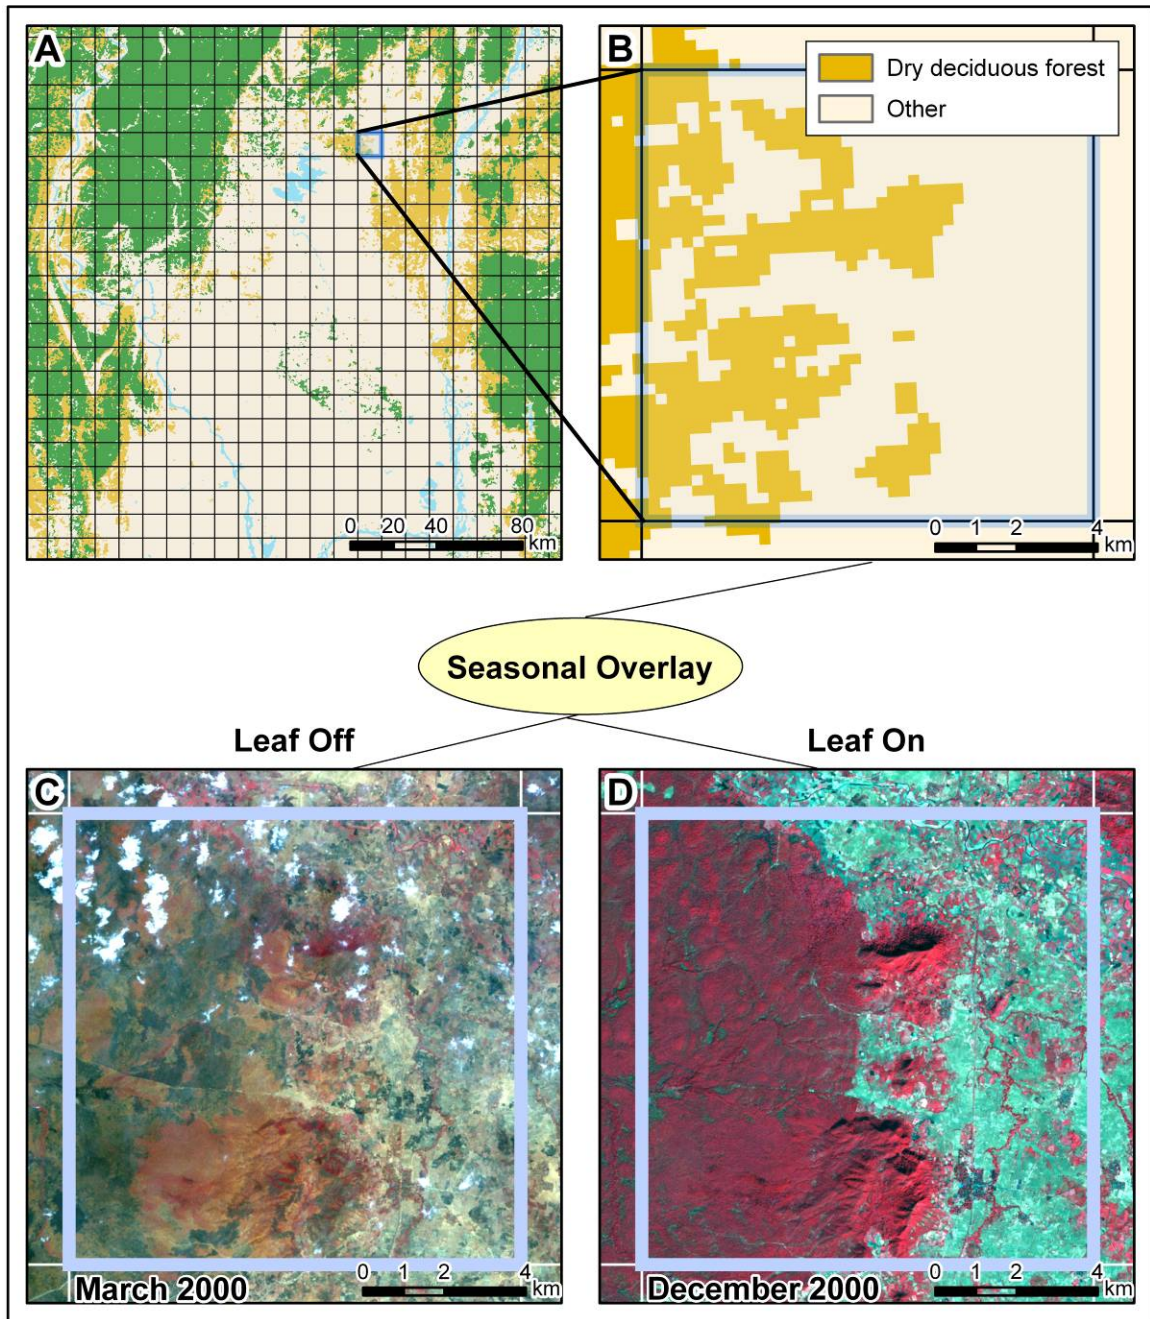 A
0 20 40 80
km
B
Dry deciduous forest
Other
0 1 2 4
km
Seasonal Overlay
Leaf Off
Leaf On
C
March 2000
0 1 2 4
km
D
December 2000
0 1 2 4
km